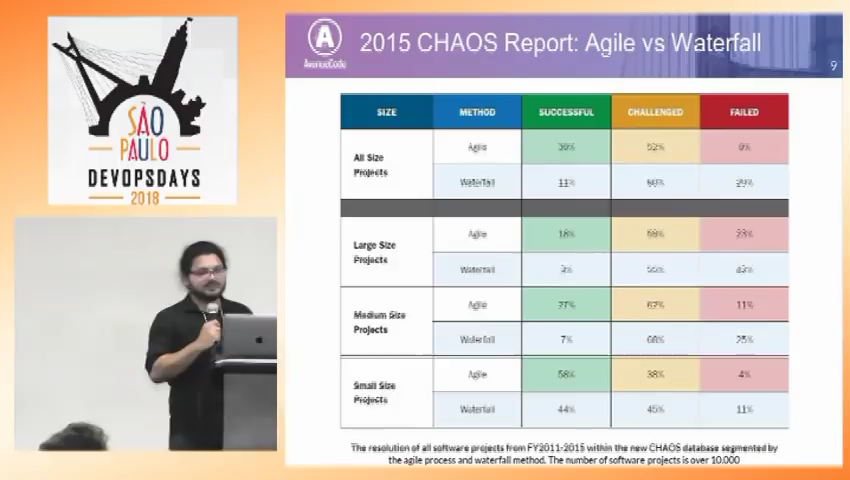 SÃO
PAULO
DEVOPSDAYS
2018
AvenueCode
2015 CHAOS Report: Agile vs Waterfall
9
SIZE METHOD SUCCESSFUL CHALLENGED FAILED
All Size
Projects
Agile 39% 52% 9%
Waterfall 11% 60% 29%
Large Size
Projects
Agile 18% 59% 23%
Waterfall 3% 55% 42%
Medium Size
Projects
Agile 27% 62% 11%
Waterfall 7% 68% 25%
Small Size
Projects
Agile 58% 38% 4%
Waterfall 44% 45% 11%
The resolution of all software projects from FY2011-2015 within the new CHAOS database segmented by
the agile process and waterfall method. The number of software projects is over 10.000